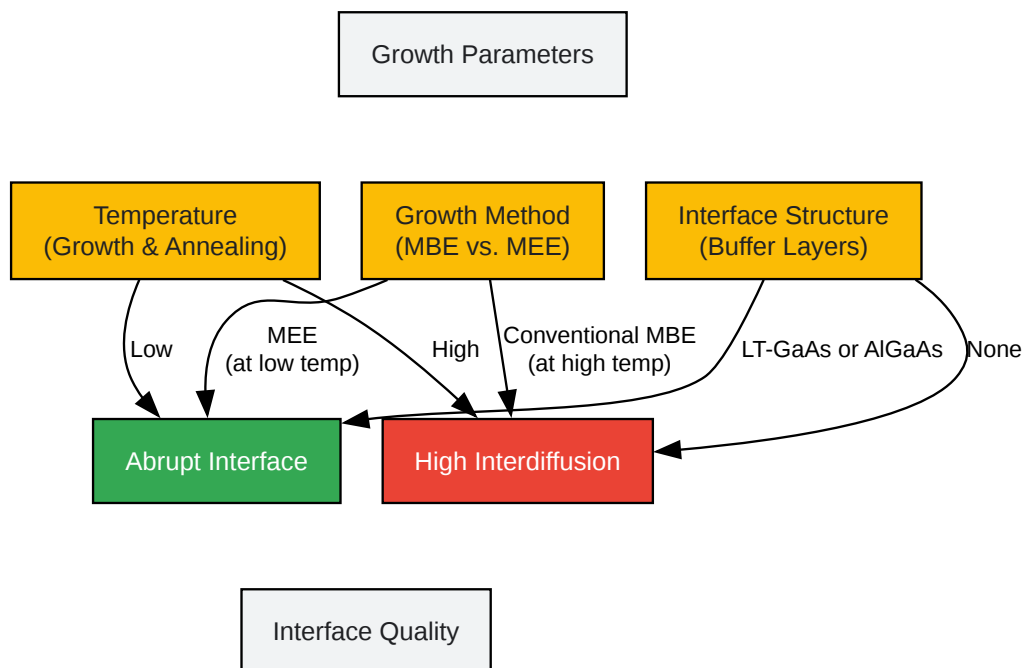 Growth Parameters
Temperature
(Growth & Annealing)
Growth Method
(MBE vs. MEE)
Interface Structure
(Buffer Layers)
Low
MEE
(at low temp)
High
Conventional MBE
(at high temp)
LT-GaAs or AlGaAs
None
Abrupt Interface
High Interdiffusion
Interface Quality